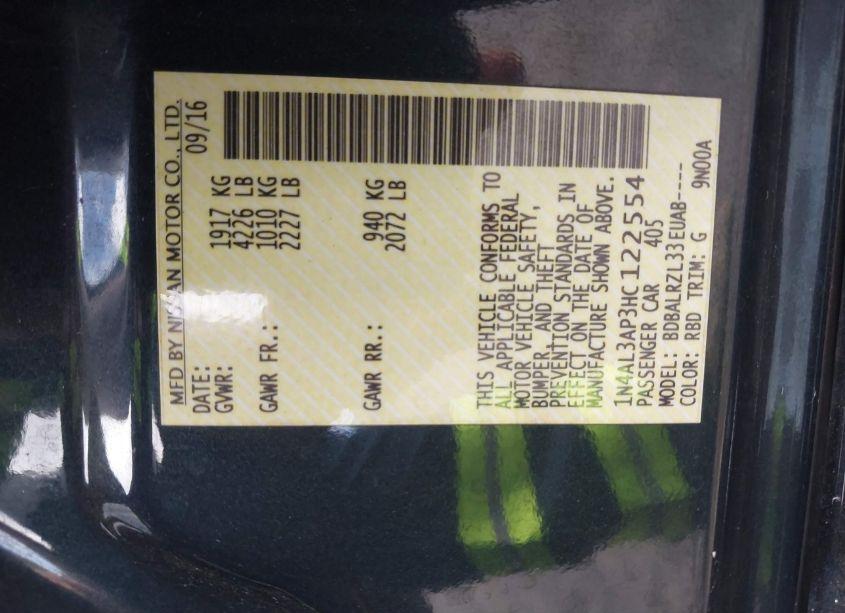 MFD BY NISSAN MOTOR CO., LTD.
DATE: 09/16
GVWR: 1917 KG
4226 LB
GAWR FR.: 1010 KG
2227 LB
GAWR RR.: 940 KG
2072 LB
THIS VEHICLE CONFORMS TO
ALL APPLICABLE FEDERAL
MOTOR VEHICLE SAFETY,
BUMPER, AND THEFT
PREVENTION STANDARDS IN
EFFECT ON THE DATE OF
MANUFACTURE SHOWN ABOVE.
1N4AL3AP3HC122554
PASSENGER CAR 405
MODEL: BDBALRZL33EUAB----
COLOR: RBD TRIM: G 9N00A